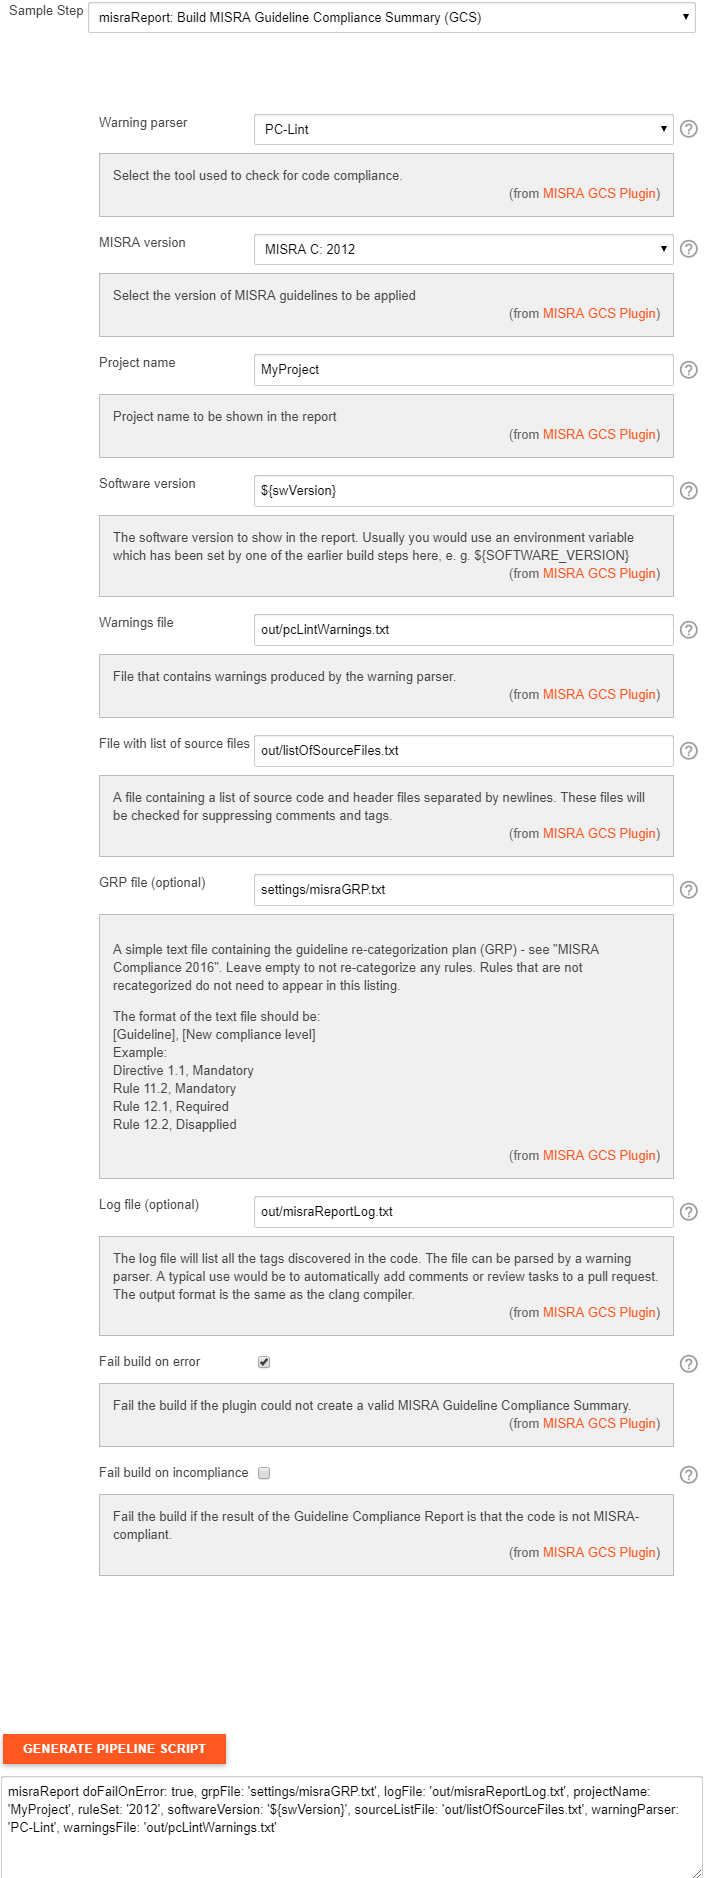 Sample Step
misraReport: Build MISRA Guideline Compliance Summary (GCS)
Warning parser
PC-Lint
Select the tool used to check for code compliance.
(from MISRA GCS Plugin)
MISRA version
MISRA C: 2012
Select the version of MISRA guidelines to be applied
(from MISRA GCS Plugin)
Project name
MyProject
Project name to be shown in the report
(from MISRA GCS Plugin)
Software version
${swVersion}
The software version to show in the report. Usually you would use an environment variable
which has been set by one of the earlier build steps here, e. g. ${SOFTWARE_VERSION}
(from MISRA GCS Plugin)
Warnings file
out/pcLintWarnings.txt
File that contains warnings produced by the warning parser.
(from MISRA GCS Plugin)
File with list of source files
out/listOfSourceFiles.txt
A file containing a list of source code and header files separated by newlines. These files will
be checked for suppressing comments and tags.
(from MISRA GCS Plugin)
GRP file (optional)
settings/misraGRP.txt
A simple text file containing the guideline re-categorization plan (GRP) - see "MISRA
Compliance 2016". Leave empty to not re-categorize any rules. Rules that are not
recategorized do not need to appear in this listing.
The format of the text file should be:
[Guideline], [New compliance level]
Example:
Directive 1.1, Mandatory
Rule 11.2, Mandatory
Rule 12.1, Required
Rule 12.2, Disapplied
(from MISRA GCS Plugin)
Log file (optional)
out/misraReportLog.txt
The log file will list all the tags discovered in the code. The file can be parsed by a warning
parser. A typical use would be to automatically add comments or review tasks to a pull request.
The output format is the same as the clang compiler.
(from MISRA GCS Plugin)
Fail build on error
Fail the build if the plugin could not create a valid MISRA Guideline Compliance Summary.
(from MISRA GCS Plugin)
Fail build on incompliance
Fail the build if the result of the Guideline Compliance Report is that the code is not MISRA-
compliant.
(from MISRA GCS Plugin)
GENERATE PIPELINE SCRIPT
misraReport doFailOnError: true, grpFile: 'settings/misraGRP.txt', logFile: 'out/misraReportLog.txt', projectName:
'MyProject', ruleSet: '2012', softwareVersion: '${swVersion}', sourceListFile: 'out/listOfSourceFiles.txt', warningParser:
'PC-Lint', warningsFile: 'out/pcLintWarnings.txt'